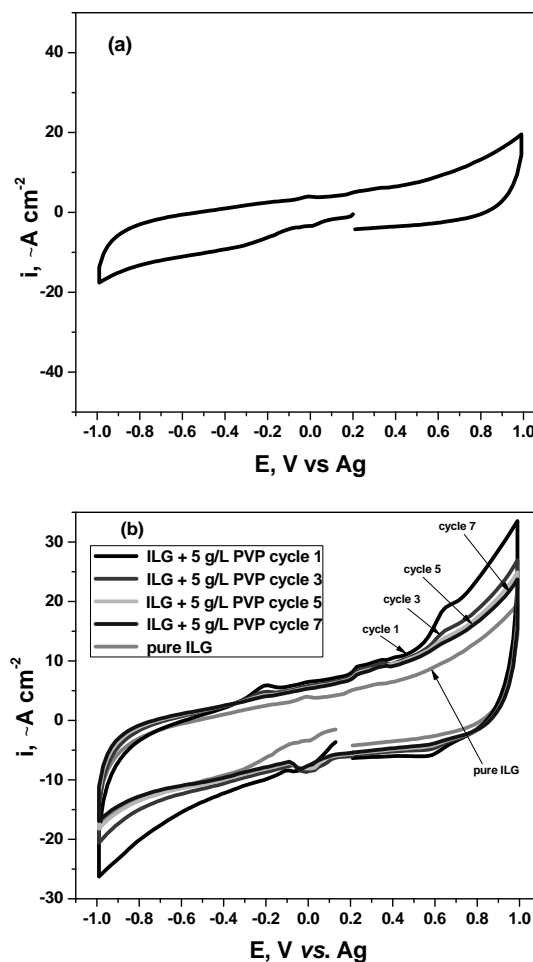 (a)
40
20
0
-20
-40
i, ~A cm-2
-1.0 -0.8 -0.6 -0.4 -0.2 0.0 0.2 0.4 0.6 0.8 1.0
E, V vs Ag
(b)
ILG + 5 g/L PVP cycle 1
ILG + 5 g/L PVP cycle 3
ILG + 5 g/L PVP cycle 5
ILG + 5 g/L PVP cycle 7
pure ILG
cycle 7
cycle 5
cycle 3
cycle 1
pure ILG
30
20
10
0
-10
-20
-30
i, ~A cm-2
-1.0 -0.8 -0.6 -0.4 -0.2 0.0 0.2 0.4 0.6 0.8 1.0
E, V vs. Ag